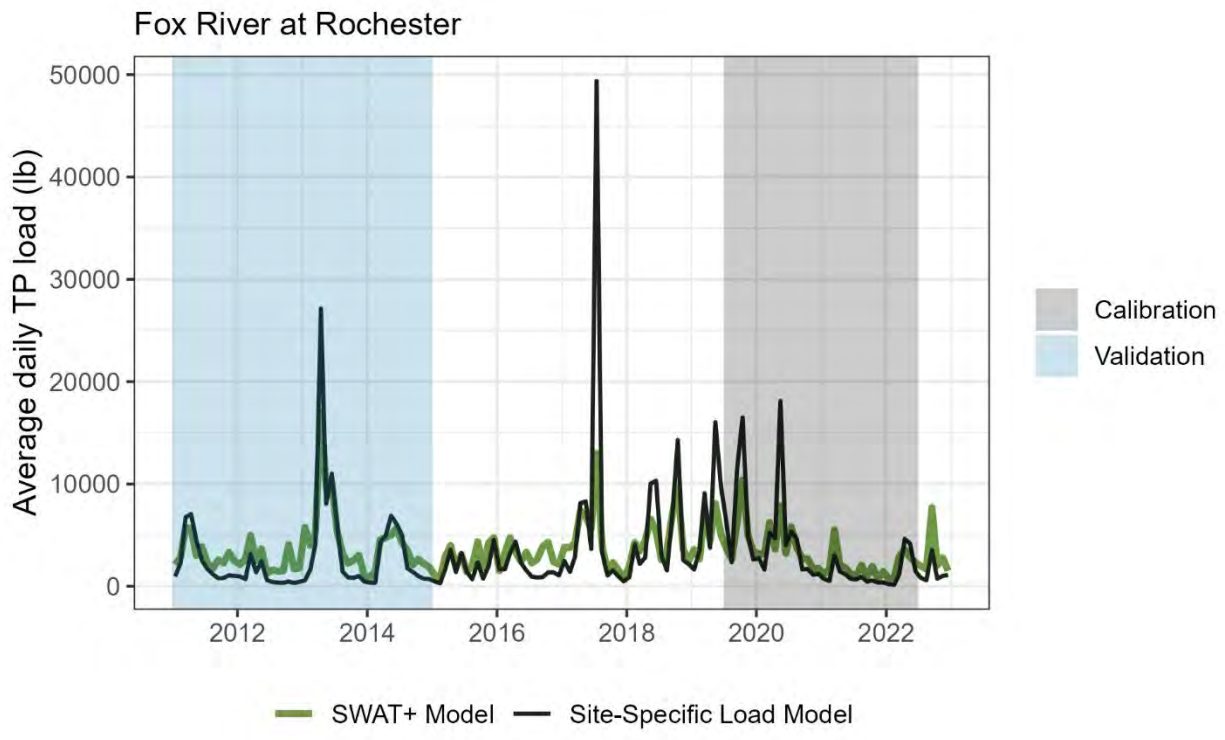 Fox River at Rochester
Average daily TP load (lb)
50000
40000
30000
20000
10000
0
2012 2014 2016 2018 2020 2022
Calibration
Validation
SWAT+ Model Site-Specific Load Model